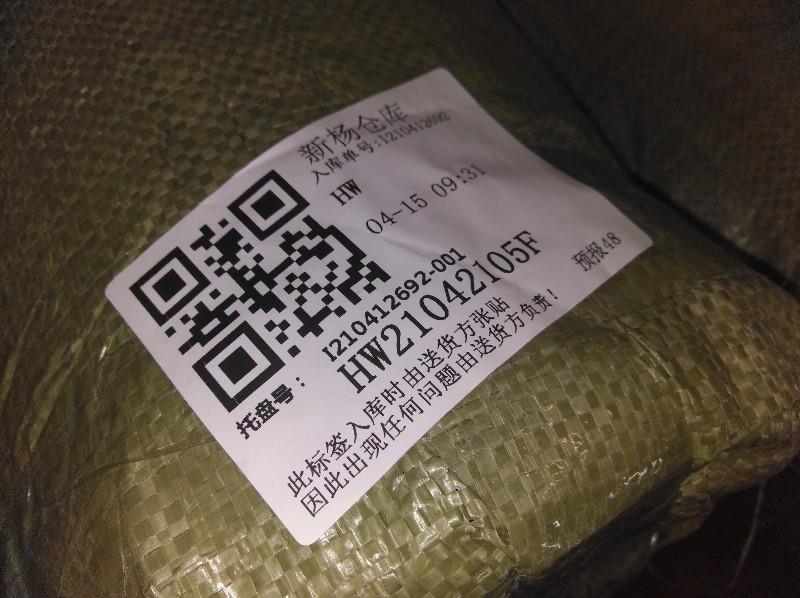 新杨仓库
入库单号:I210412692
HW
04-15 09:31
预报48
托盘号：
I210412692-001
HW21042105F
此标签入库时由送货方张贴
因此出现任何问题由送货方负责！